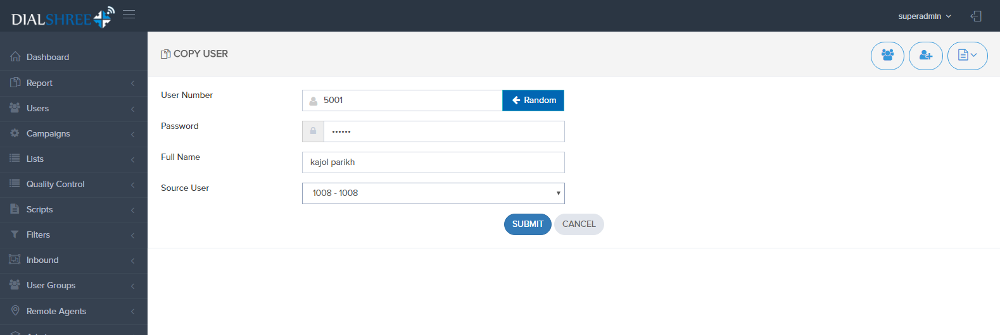 DIALSHREE
superadmin
COPY USER
Dashboard
Report
Users
Campaigns
Lists
Quality Control
Scripts
Filters
Inbound
User Groups
Remote Agents
User Number
5001
Random
Password
••••••
Full Name
kajol parikh
Source User
1008 - 1008
SUBMIT
CANCEL